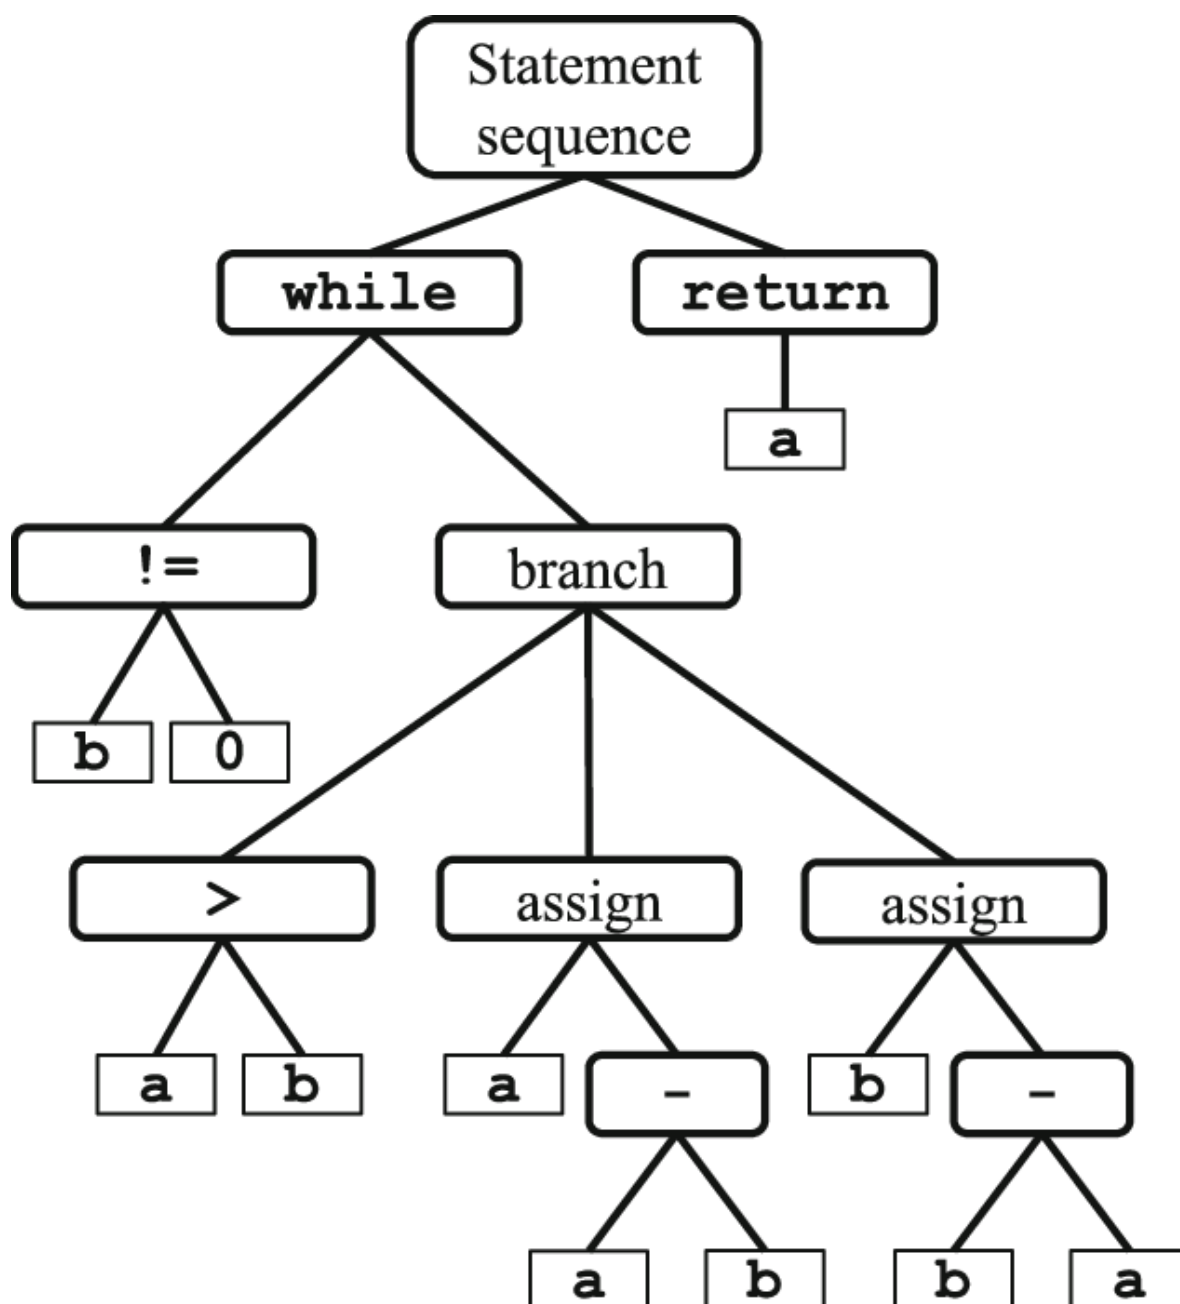 Statement
sequence
while return
a
!= branch
b 0
> assign assign
a b a - b -
a b b a